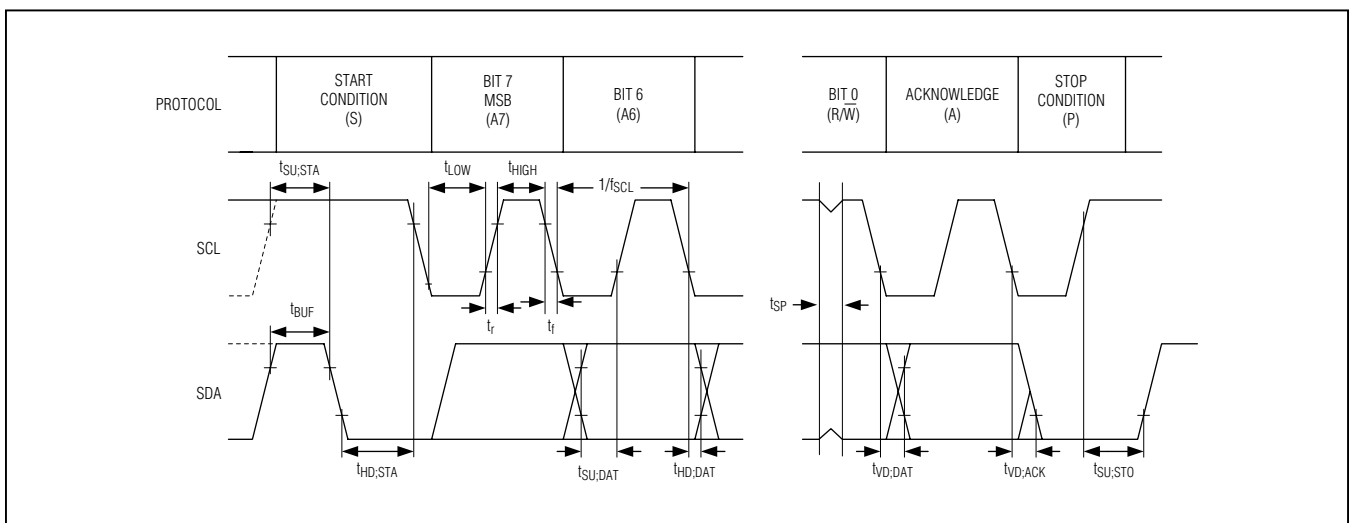 PROTOCOL
START
CONDITION
(S)
BIT 7
MSB
(A7)
BIT 6
(A6)
BIT 0
(R/W̅)
ACKNOWLEDGE
(A)
STOP
CONDITION
(P)
tSU;STA
tLOW
tHIGH
1/fSCL
SCL
tBUF
tr
tf
tSP
SDA
tHD;STA
tSU;DAT
tHD;DAT
tVD;DAT
tVD;ACK
tSU;STO